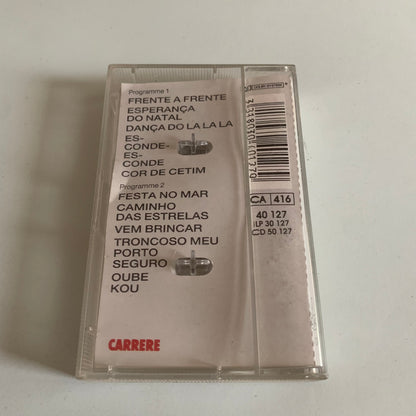 Programme 1
FRENTE A FRENTE
ESPERANÇA
DO NATAL
DANÇA DO LA LA LA
ES-
CONDE-
ES-
CONDE
COR DE CETIM
Programme 2
FESTA NO MAR
CAMINHO
DAS ESTRELAS
VEM BRINCAR
TRONCOSO MEU
PORTO
SEGURO
OUBE
KOU
CARRERE
CA 416
40 127
LP 30 127
CD 50 127